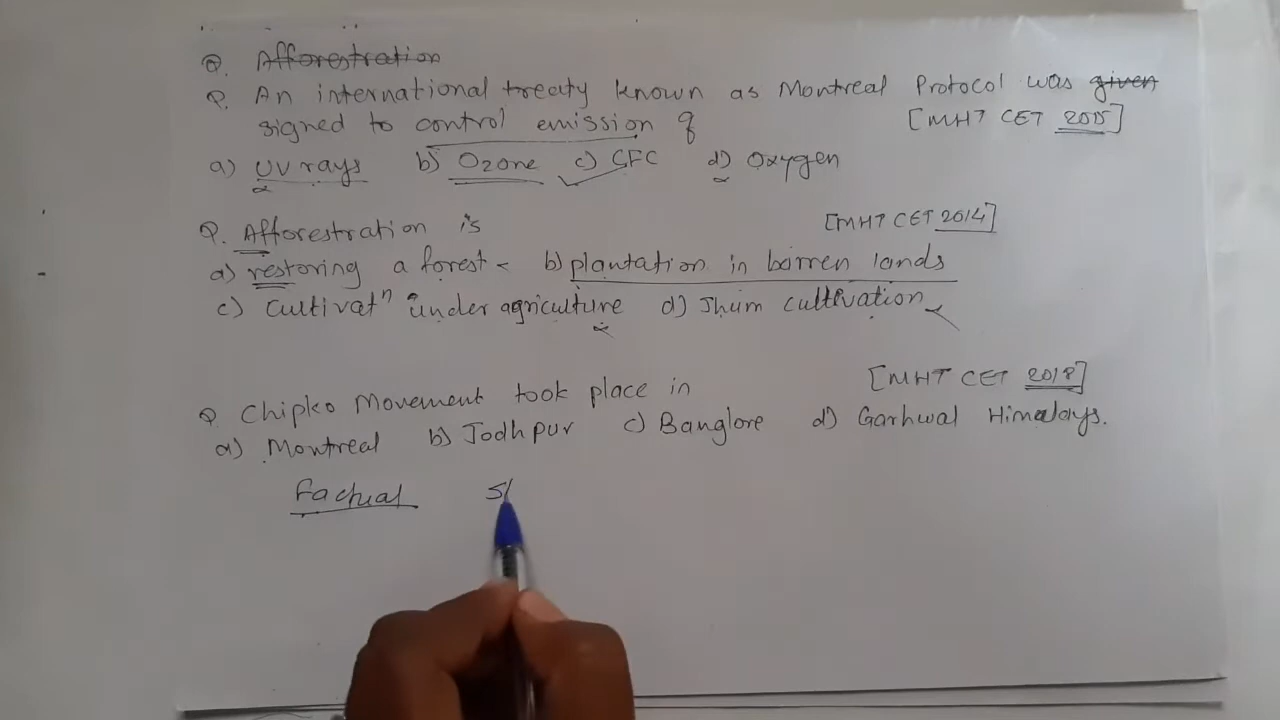 Q. Afforestration
Q. An international treaty known as Montreal Protocol was given
signed to control emission of [MHT CET 2015]
a) UV rays b) Ozone c) CFC d) Oxygen
Q. Afforestration is [MHT CET 2014]
a) restoring a forest b) plantation in barren lands
c) Cultivatⁿ under agriculture d) Jhum cultivation
Q Chipko Movement took place in [MHT CET 2018]
a) Montreal b) Jodhpur c) Banglore d) Garhwal Himalays.
Factual